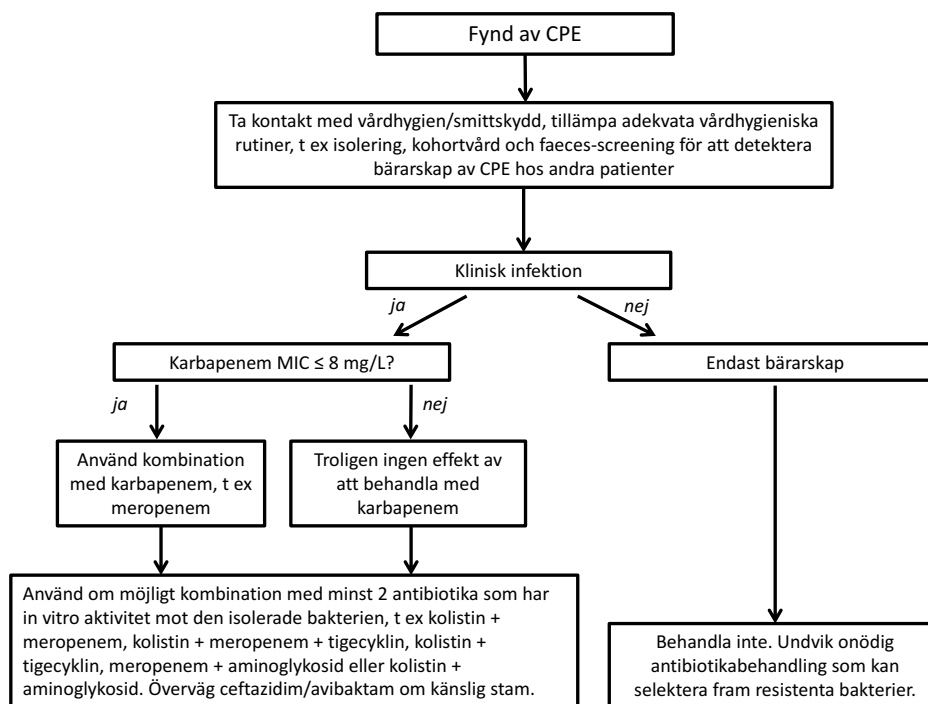 Fynd av CPE
Ta kontakt med vårdhygien/smittskydd, tillämpa adekvata vårdhygieniska
rutiner, t ex isolering, kohortvård och faeces-screening för att detektera
bärarskap av CPE hos andra patienter
Klinisk infektion
ja
nej
Karbapenem MIC ≤ 8 mg/L?
Endast bärarskap
ja
nej
Använd kombination
med karbapenem, t ex
meropenem
Troligen ingen effekt av
att behandla med
karbapenem
Använd om möjligt kombination med minst 2 antibiotika som har
in vitro aktivitet mot den isolerade bakterien, t ex kolistin +
meropenem, kolistin + meropenem + tigecyklin, kolistin +
tigecyklin, meropenem + aminoglykosid eller kolistin +
aminoglykosid. Överväg ceftazidim/avibaktam om känslig stam.
Behandla inte. Undvik onödig
antibiotikabehandling som kan
selektera fram resistenta bakterier.